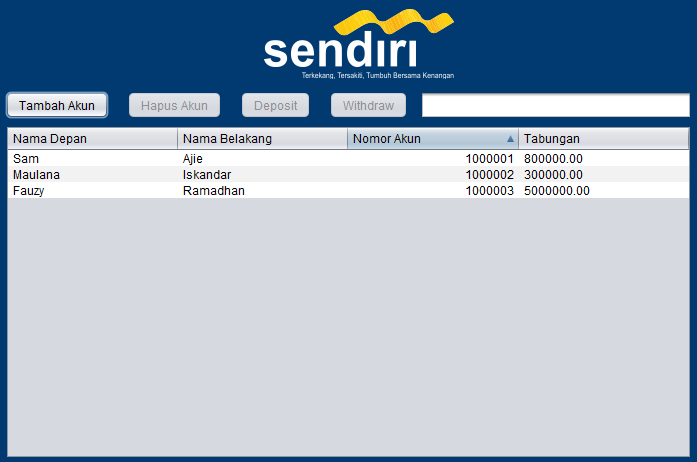 sendiri
Terkekang, Tersakiti, Tumbuh Bersama Kenangan
Tambah Akun Hapus Akun Deposit Withdraw
Nama Depan Nama Belakang Nomor Akun Tabungan
Sam Ajie 1000001 800000.00
Maulana Iskandar 1000002 300000.00
Fauzy Ramadhan 1000003 5000000.00